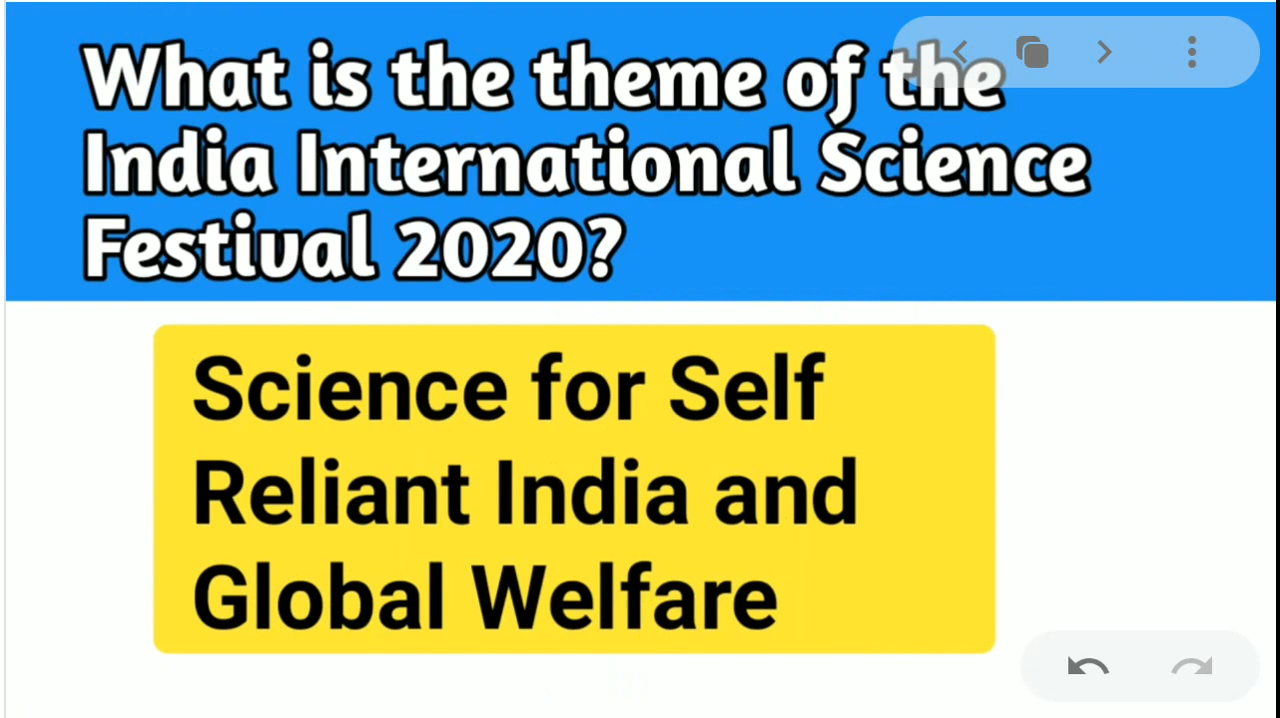 What is the theme of the
India International Science
Festival 2020?
Science for Self
Reliant India and
Global Welfare